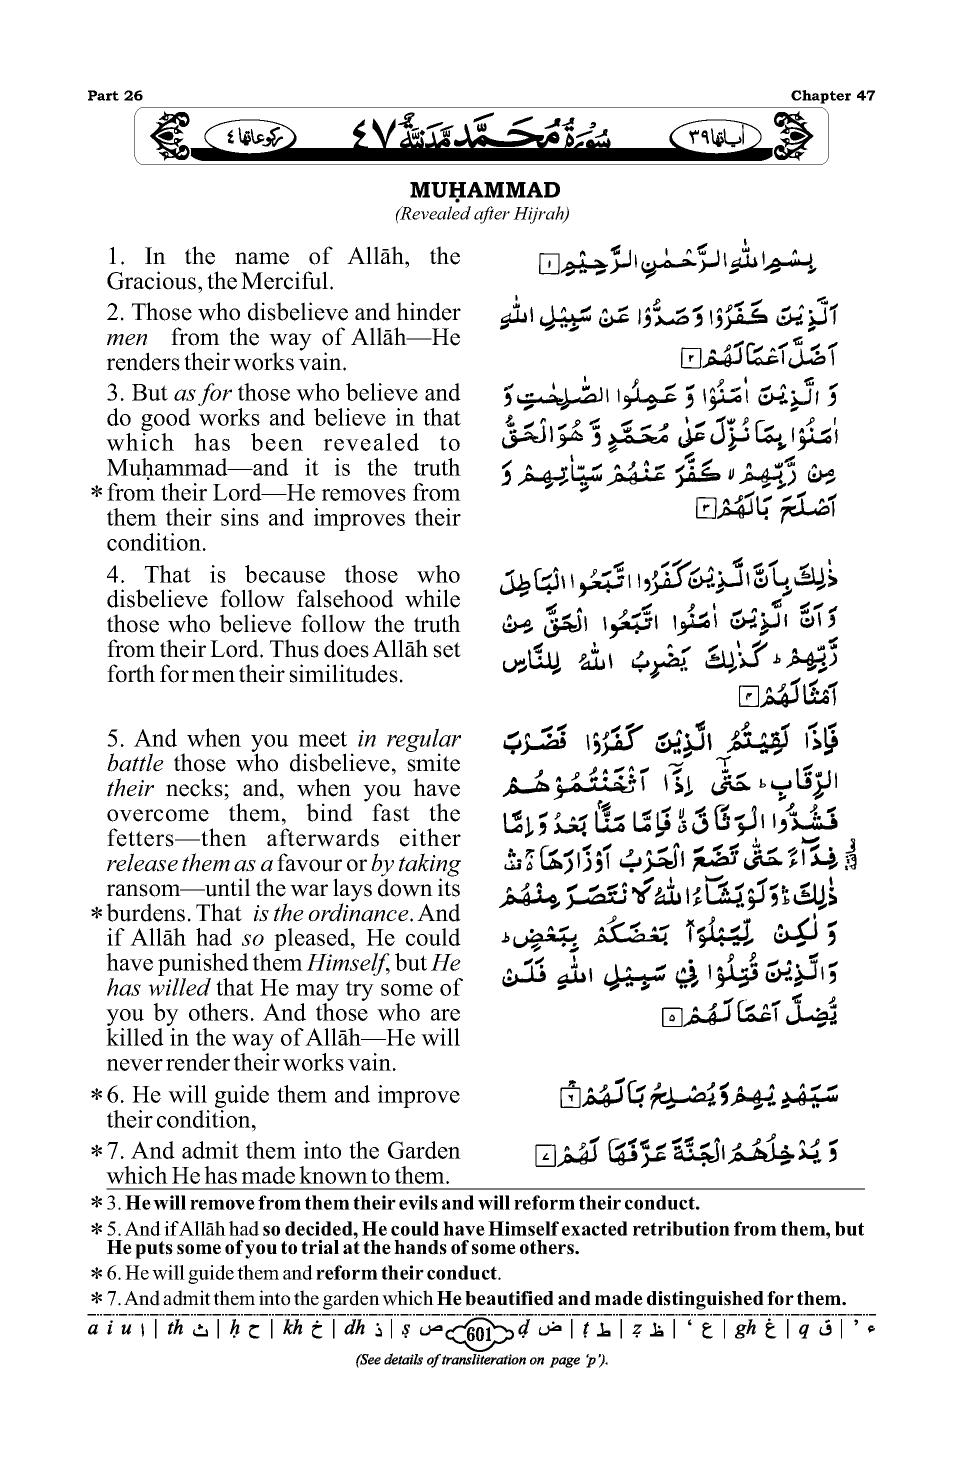 Part 26
Chapter 47
رکوعاتها ٤
سُوْرَةُ مُحَمَّدٍ مَّدَنِيَّةٌ ٤٧
اٰیاتها ٣٩
MUḤAMMAD
(Revealed after Hijrah)
1. In the name of Allāh, the
Gracious, the Merciful.
2. Those who disbelieve and hinder
men from the way of Allāh—He
renders their works vain.
3. But as for those who believe and
do good works and believe in that
which has been revealed to
Muḥammad—and it is the truth
* from their Lord—He removes from
them their sins and improves their
condition.
4. That is because those who
disbelieve follow falsehood while
those who believe follow the truth
from their Lord. Thus does Allāh set
forth for men their similitudes.
5. And when you meet in regular
battle those who disbelieve, smite
their necks; and, when you have
overcome them, bind fast the
fetters—then afterwards either
release them as a favour or by taking
ransom—until the war lays down its
* burdens. That is the ordinance. And
if Allāh had so pleased, He could
have punished them Himself, but He
has willed that He may try some of
you by others. And those who are
killed in the way of Allāh—He will
never render their works vain.
* 6. He will guide them and improve
their condition,
* 7. And admit them into the Garden
which He has made known to them.
بِسْمِ اللّٰهِ الرَّحْمٰنِ الرَّحِيْمِ ١
اَلَّذِيْنَ كَفَرُوْا وَ صَدُّوْا عَنْ سَبِيْلِ اللّٰهِ
اَضَلَّ اَعْمَالَهُمْ ٢
وَ الَّذِيْنَ اٰمَنُوْا وَ عَمِلُوا الصّٰلِحٰتِ وَ
اٰمَنُوْا بِمَا نُزِّلَ عَلٰى مُحَمَّدٍ وَّ هُوَ الْحَقُّ
مِنْ رَّبِّهِمْ ۙ كَفَّرَ عَنْهُمْ سَيِّاٰتِهِمْ وَ
اَصْلَحَ بَالَهُمْ ٣
ذٰلِكَ بِاَنَّ الَّذِيْنَ كَفَرُوا اتَّبَعُوا الْبَاطِلَ
وَ اَنَّ الَّذِيْنَ اٰمَنُوا اتَّبَعُوا الْحَقَّ مِنْ
رَّبِّهِمْ ؕ كَذٰلِكَ يَضْرِبُ اللّٰهُ لِلنَّاسِ
اَمْثَالَهُمْ ٤
فَاِذَا لَقِيْتُمُ الَّذِيْنَ كَفَرُوْا فَضَرْبَ
الرِّقَابِ ؕ حَتّٰۤى اِذَاۤ اَثْخَنْتُمُوْهُمْ
فَشُدُّوا الْوَثَاقَ ۙ فَاِمَّا مَنًّۢا بَعْدُ وَ اِمَّا
فِدَآءً حَتّٰى تَضَعَ الْحَرْبُ اَوْزَارَهَا ۛ۬ۚ
ذٰلِكَ ۛؕ وَ لَوْ يَشَآءُ اللّٰهُ لَانْتَصَرَ مِنْهُمْ
وَ لٰكِنْ لِّيَبْلُوَاۡ بَعْضَكُمْ بِبَعْضٍ ؕ
وَ الَّذِيْنَ قُتِلُوْا فِيْ سَبِيْلِ اللّٰهِ فَلَنْ
يُّضِلَّ اَعْمَالَهُمْ ٥
سَيَهْدِيْهِمْ وَ يُصْلِحُ بَالَهُمْ ۚ ٦
وَ يُدْخِلُهُمُ الْجَنَّةَ عَرَّفَهَا لَهُمْ ٧
* 3. He will remove from them their evils and will reform their conduct.
* 5. And if Allāh had so decided, He could have Himself exacted retribution from them, but
He puts some of you to trial at the hands of some others.
* 6. He will guide them and reform their conduct.
* 7. And admit them into the garden which He beautified and made distinguished for them.
a i u ا | th ث | ḥ ح | kh خ | dh ذ | ṣ ص 601 ḍ ض | ṭ ط | ẓ ظ | ‘ ع | gh غ | q ق | ’ ء
(See details of transliteration on page ‘p’).